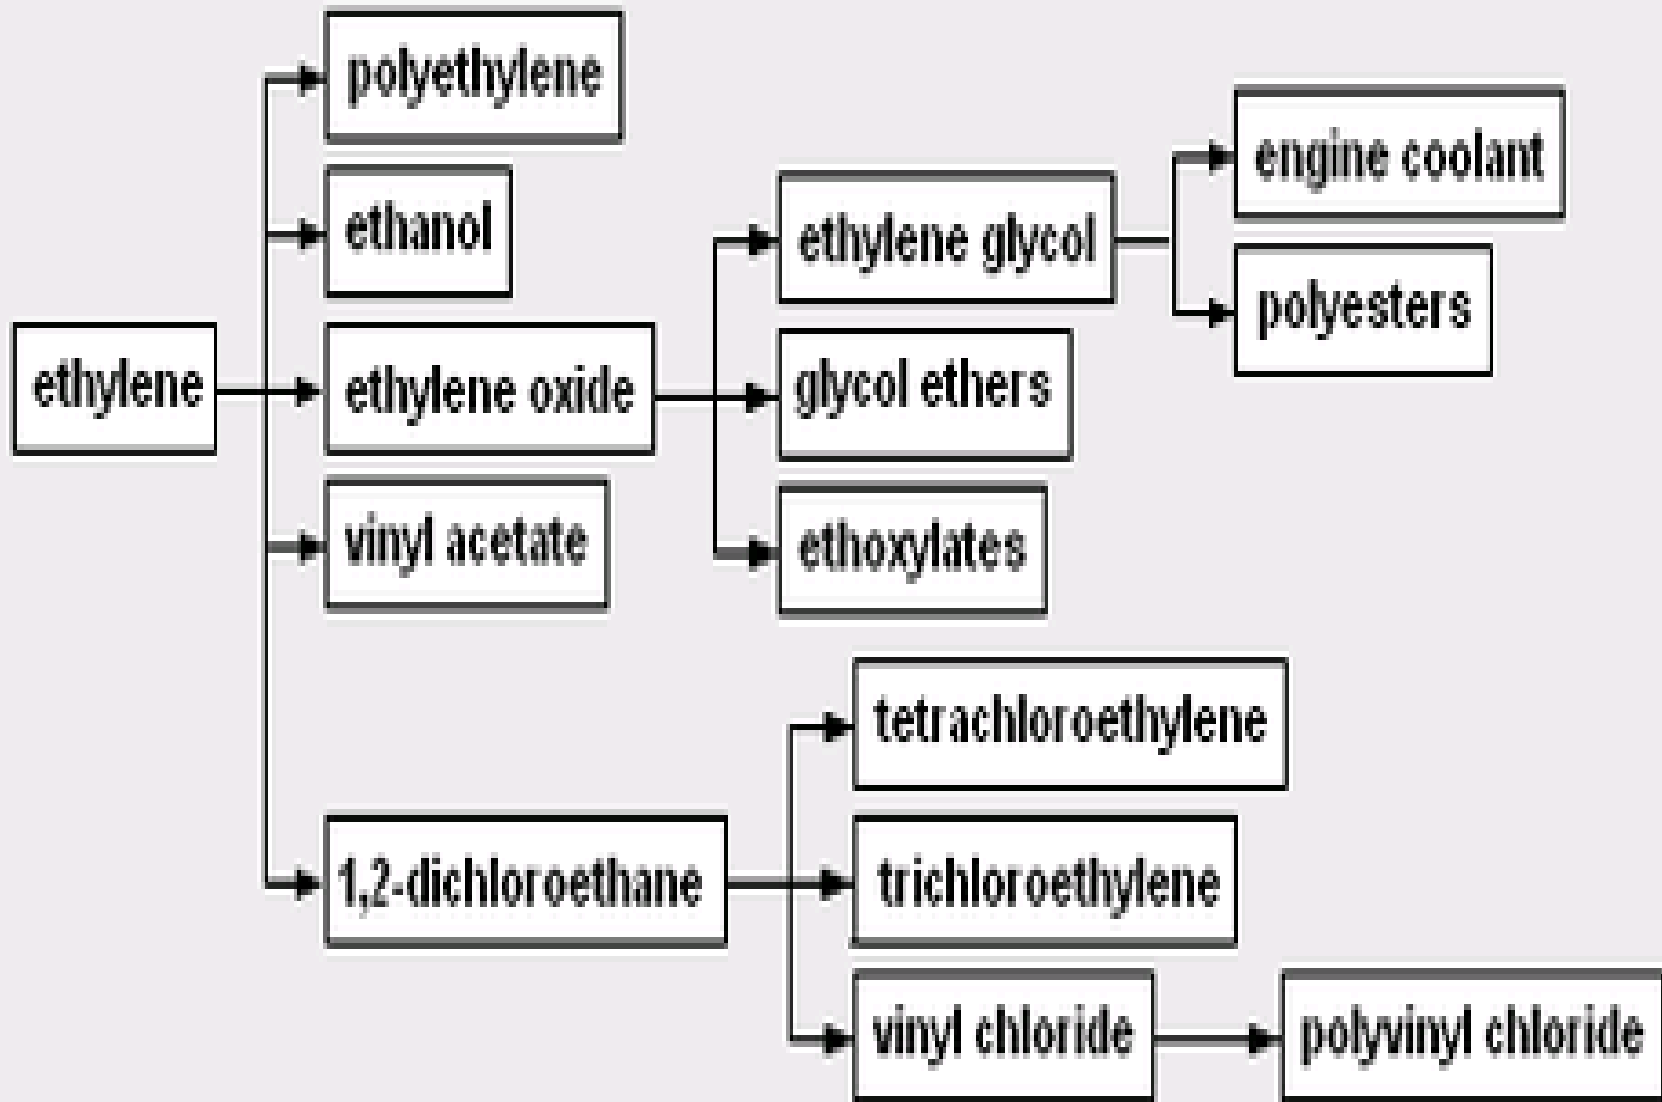 polyethylene
engine coolant
ethanol
ethylene glycol
polyesters
ethylene
ethylene oxide
glycol ethers
vinyl acetate
ethoxylates
tetrachloroethylene
1,2-dichloroethane
trichloroethylene
vinyl chloride
polyvinyl chloride